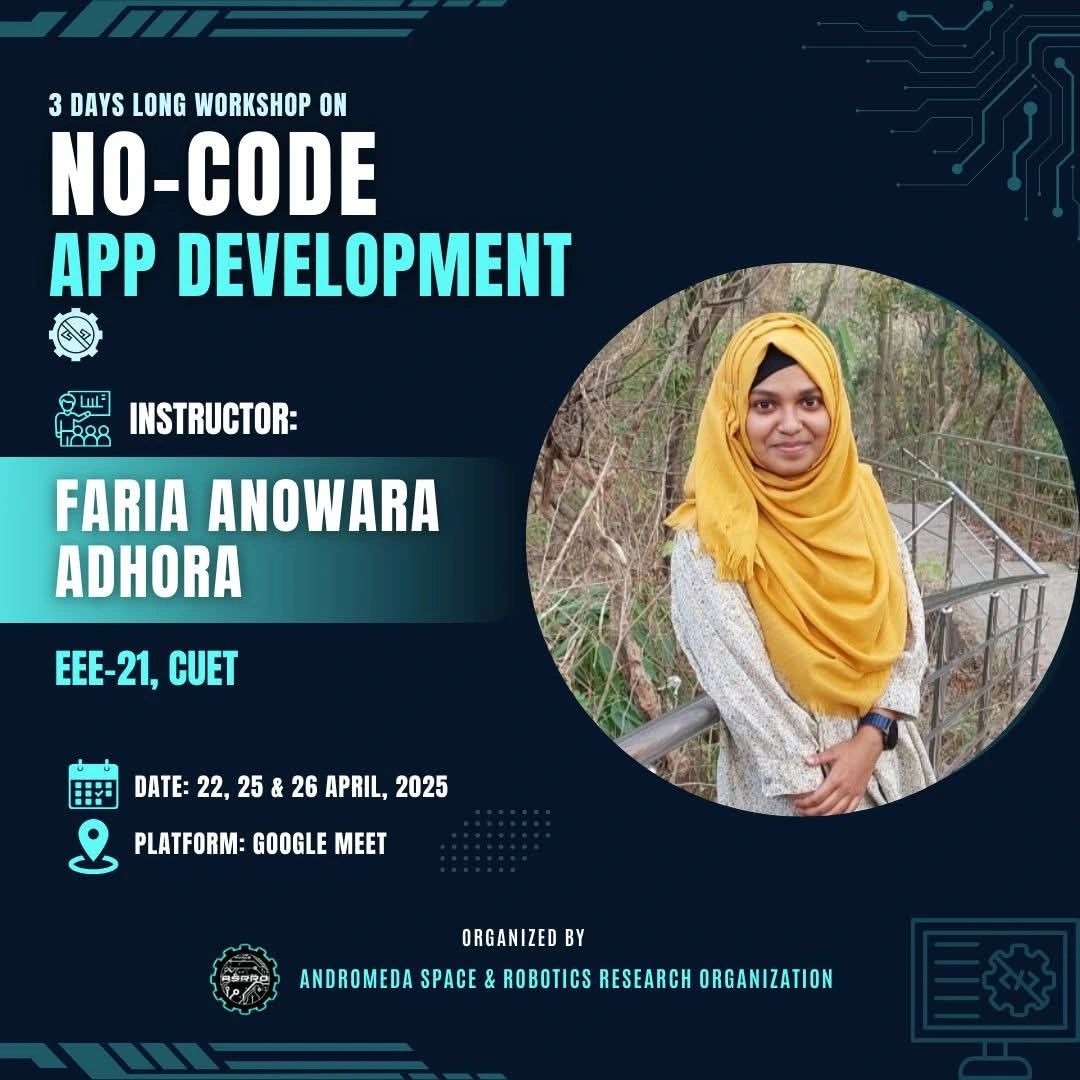 3 DAYS LONG WORKSHOP ON
NO-CODE
APP DEVELOPMENT
INSTRUCTOR:
FARIA ANOWARA
ADHORA
EEE-21, CUET
DATE: 22, 25 & 26 APRIL, 2025
PLATFORM: GOOGLE MEET
ORGANIZED BY
ASRRO
ANDROMEDA SPACE & ROBOTICS RESEARCH ORGANIZATION